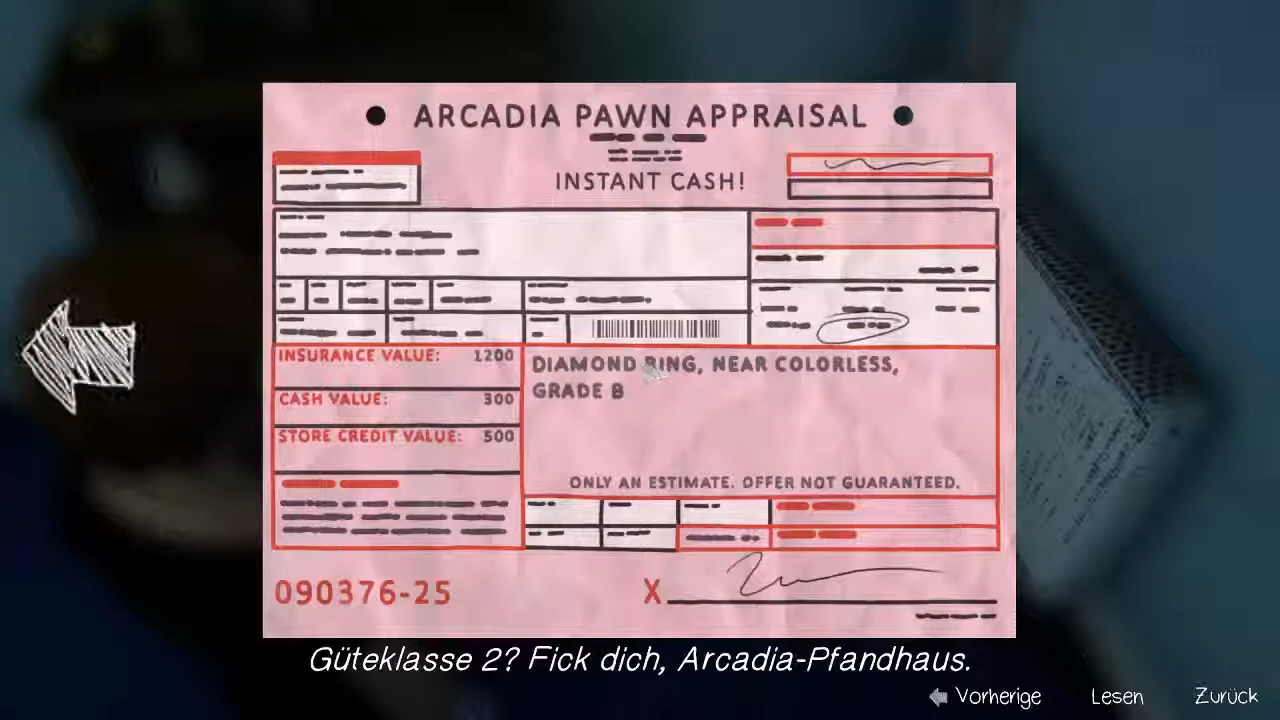 ARCADIA PAWN APPRAISAL
INSTANT CASH!
INSURANCE VALUE: 1200
CASH VALUE: 300
STORE CREDIT VALUE: 500
DIAMOND RING, NEAR COLORLESS,
GRADE B
ONLY AN ESTIMATE. OFFER NOT GUARANTEED.
090376-25
X
Güteklasse 2? Fick dich, Arcadia-Pfandhaus.
Vorherige Lesen Zurück